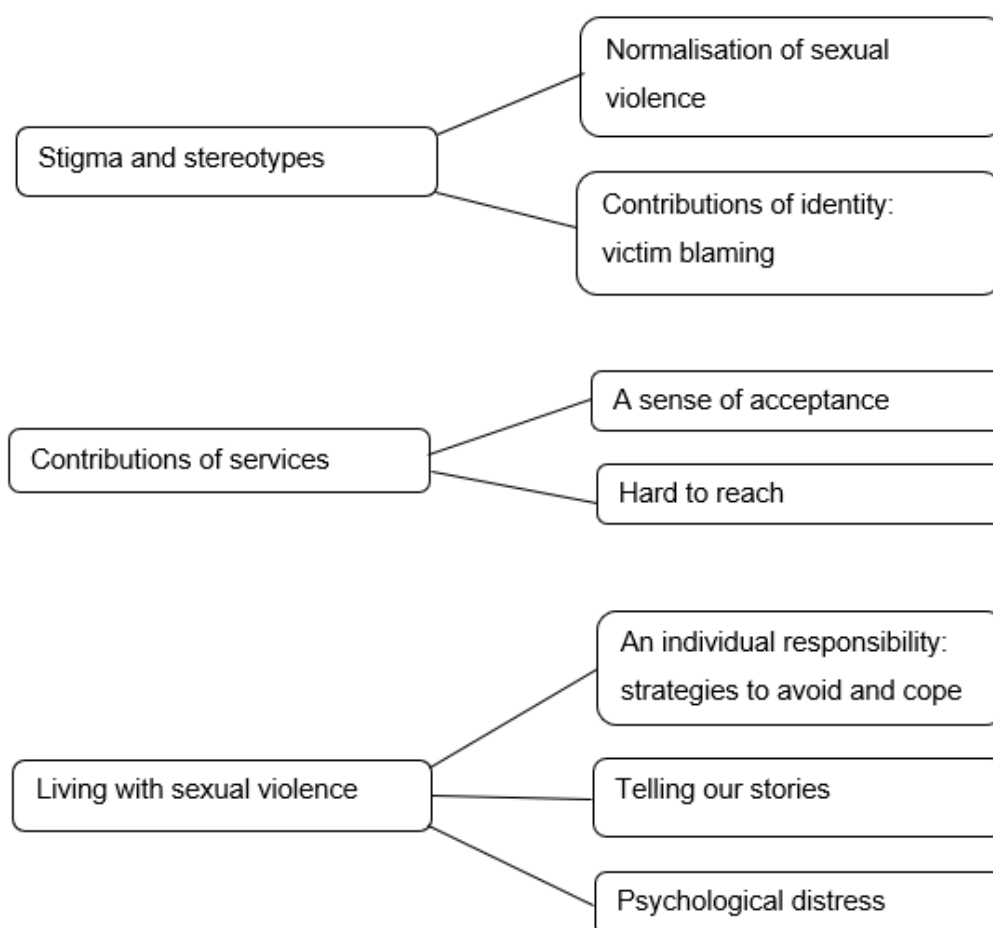 Normalisation of sexual
violence
Stigma and stereotypes
Contributions of identity:
victim blaming
A sense of acceptance
Contributions of services
Hard to reach
An individual responsibility:
strategies to avoid and cope
Living with sexual violence
Telling our stories
Psychological distress